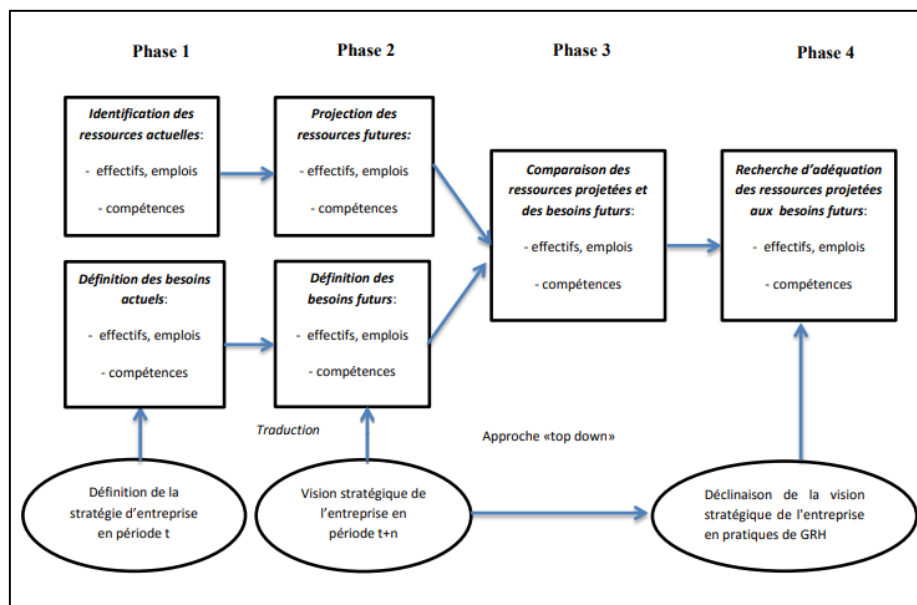 Phase 1
Phase 2
Phase 3
Phase 4
Identification des
ressources actuelles:
- effectifs, emplois
- compétences
Projection des
ressources futures:
- effectifs, emplois
- compétences
Comparaison des
ressources projetées et
des besoins futurs:
- effectifs, emplois
- compétences
Recherche d'adéquation
des ressources projetées
aux besoins futurs:
- effectifs, emplois
- compétences
Définition des besoins
actuels:
- effectifs, emplois
- compétences
Définition des
besoins futurs:
- effectifs, emplois
- compétences
Traduction
Approche «top down»
Définition de la
stratégie d'entreprise
en période t
Vision stratégique de
l'entreprise en
période t+n
Déclinaison de la vision
stratégique de l'entreprise
en pratiques de GRH